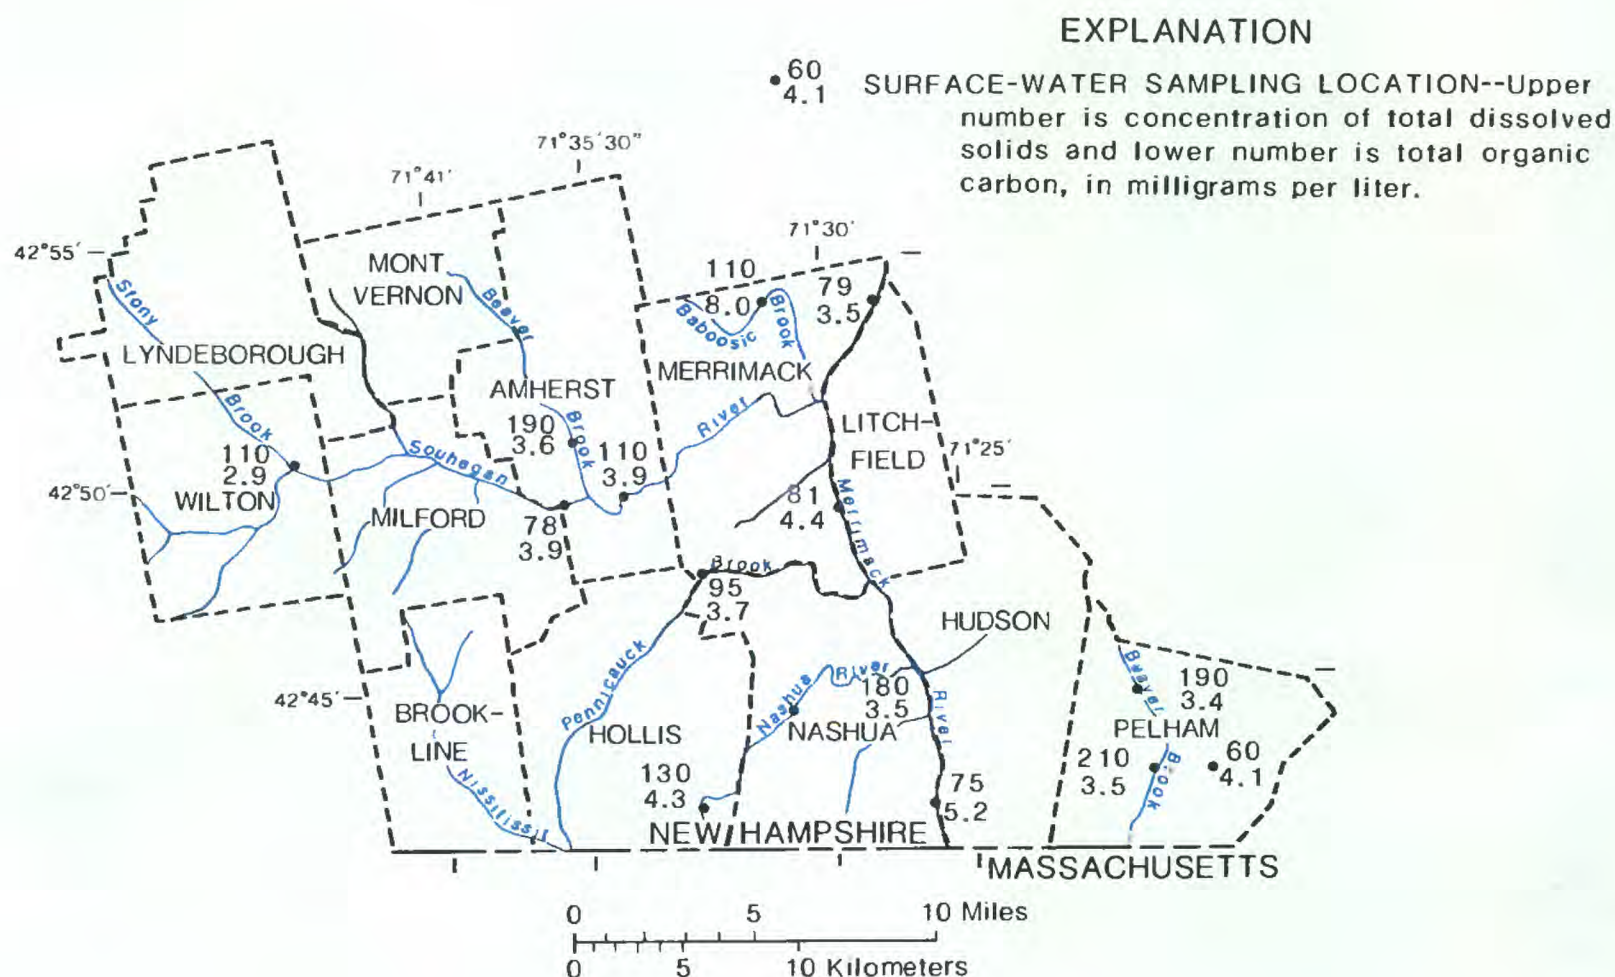 EXPLANATION
60
4.1
SURFACE-WATER SAMPLING LOCATION--Upper
number is concentration of total dissolved
solids and lower number is total organic
carbon, in milligrams per liter.
71°35'30"
71°41'
71°30'
42°55'
MONT
VERNON
Beaver
Stony
110
8.0
Baboosic
Brook
79
3.5
LYNDEBOROUGH
AMHERST
MERRIMACK
Brook
190
3.6
Brook
River
LITCH-
FIELD
71°25'
110
2.9
WILTON
42°50'
Souhegan
110
3.9
MILFORD
78
3.9
81
4.4
Merrimack
Brook
95
3.7
HUDSON
Pennicauck
42°45'
BROOK-
LINE
HOLLIS
Nashua
River
180
3.5
NASHUA
River
Beaver
190
3.4
PELHAM
210
3.5
Brook
60
4.1
Nissitissit
130
4.3
75
5.2
NEW HAMPSHIRE
MASSACHUSETTS
0 5 10 Miles
0 5 10 Kilometers